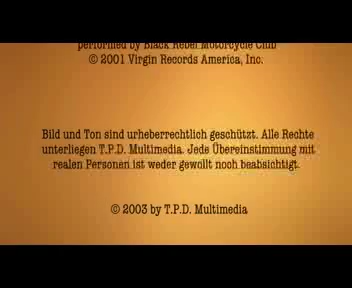 performed by Black Rebel Motorcycle Club
© 2001 Virgin Records America, Inc.
Bild und Ton sind urheberrechtlich geschützt. Alle Rechte
unterliegen T.P.D. Multimedia. Jede Übereinstimmung mit
realen Personen ist weder gewollt noch beabsichtigt.
© 2003 by T.P.D. Multimedia